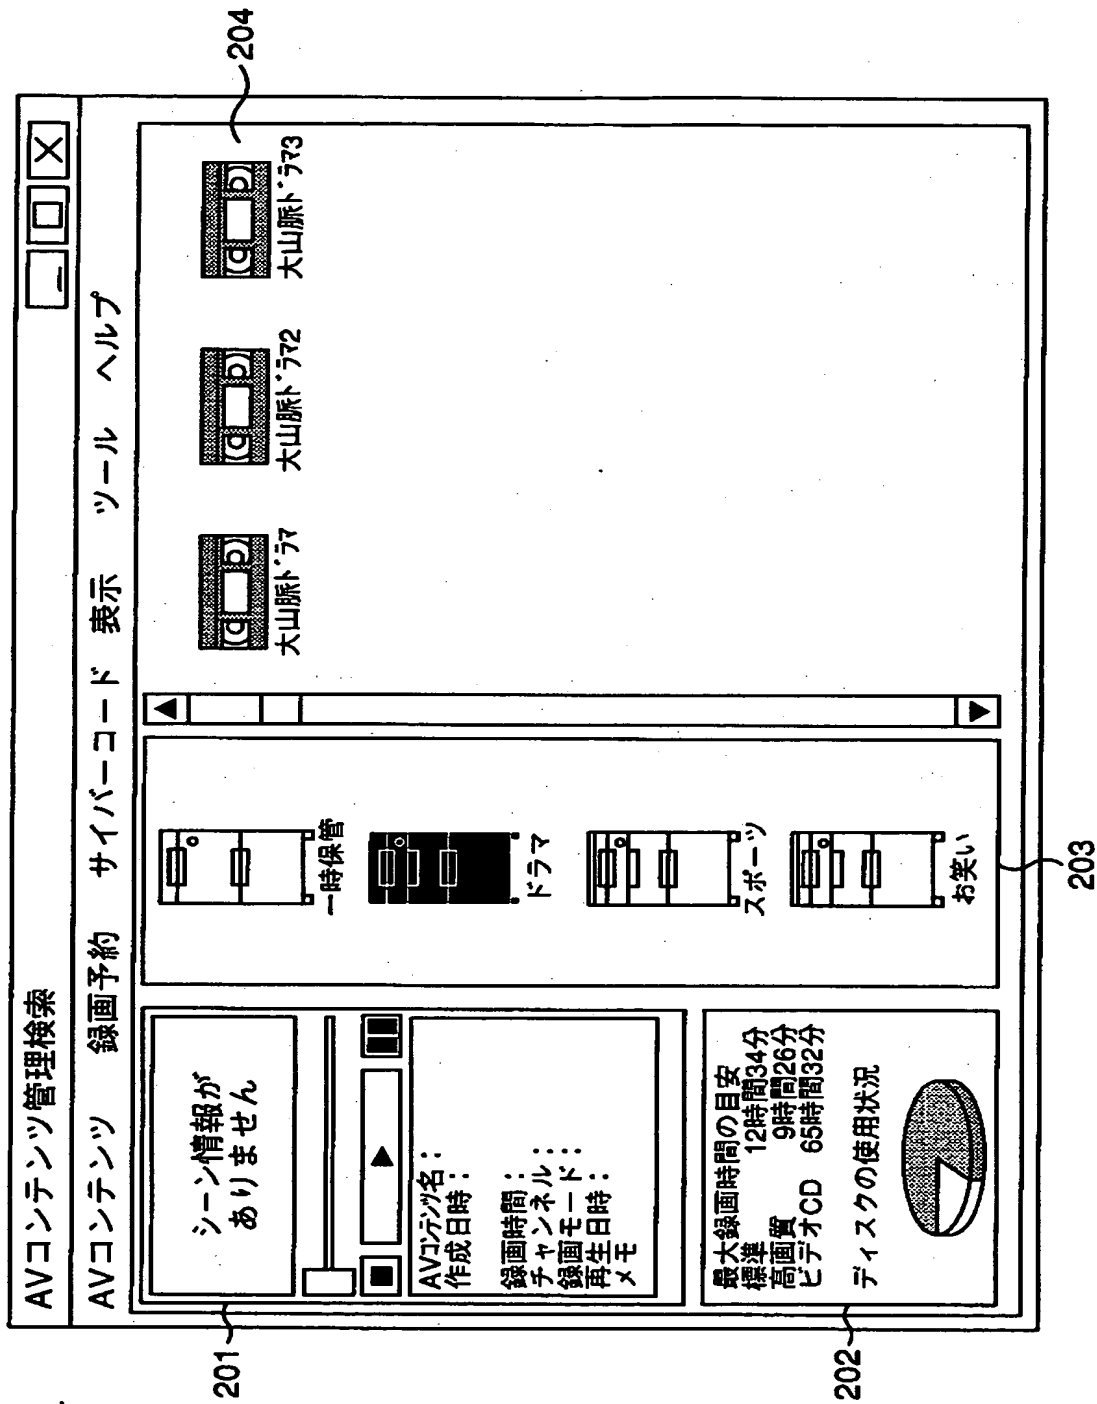 AVコンテンツ管理検索
AVコンテンツ 録画予約 サイバーコード 表示 ツール ヘルプ
シーン情報が
ありません
AVコンテンツ名：
作成日時：
録画時間：
チャンネル：
録画モード：
再生日時：
メモ
最大録画時間の目安
標準 12時間34分
高画質 9時間26分
ビデオCD 65時間32分
ディスクの使用状況
一時保管
ドラマ
スポーツ
お笑い
大山脈ドラマ
大山脈ドラマ2
大山脈ドラマ3
201
202
203
204